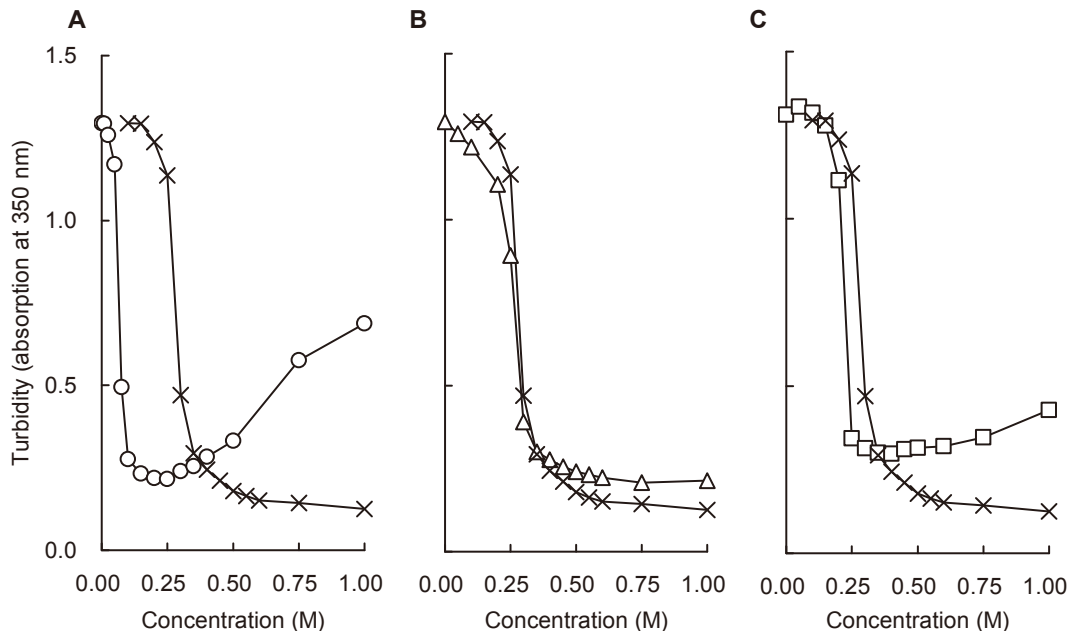 A B C
Turbidity (absorption at 350 nm)
1.5
1.0
0.5
0.0
0.00 0.25 0.50 0.75 1.00 0.00 0.25 0.50 0.75 1.00 0.00 0.25 0.50 0.75 1.00
Concentration (M) Concentration (M) Concentration (M)